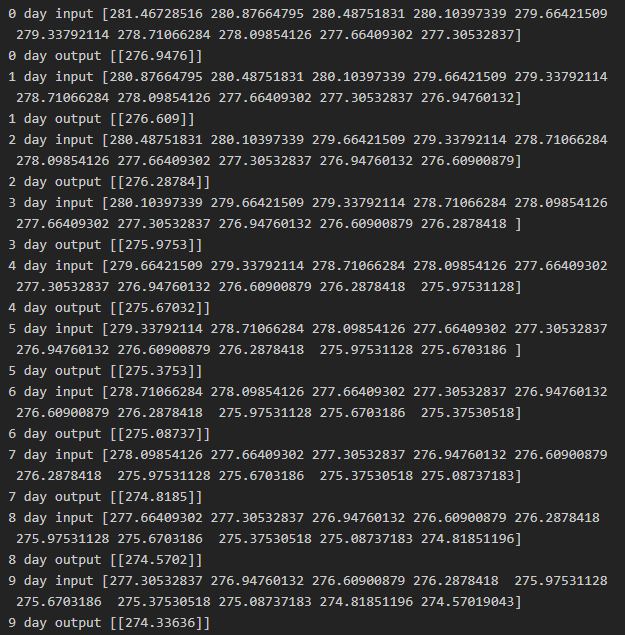 0 day input [281.46728516 280.87664795 280.48751831 280.10397339 279.66421509
 279.33792114 278.71066284 278.09854126 277.66409302 277.30532837]
0 day output [[276.9476]]
1 day input [280.87664795 280.48751831 280.10397339 279.66421509 279.33792114
 278.71066284 278.09854126 277.66409302 277.30532837 276.94760132]
1 day output [[276.609]]
2 day input [280.48751831 280.10397339 279.66421509 279.33792114 278.71066284
 278.09854126 277.66409302 277.30532837 276.94760132 276.60900879]
2 day output [[276.28784]]
3 day input [280.10397339 279.66421509 279.33792114 278.71066284 278.09854126
 277.66409302 277.30532837 276.94760132 276.60900879 276.2878418 ]
3 day output [[275.9753]]
4 day input [279.66421509 279.33792114 278.71066284 278.09854126 277.66409302
 277.30532837 276.94760132 276.60900879 276.2878418  275.97531128]
4 day output [[275.67032]]
5 day input [279.33792114 278.71066284 278.09854126 277.66409302 277.30532837
 276.94760132 276.60900879 276.2878418  275.97531128 275.6703186 ]
5 day output [[275.3753]]
6 day input [278.71066284 278.09854126 277.66409302 277.30532837 276.94760132
 276.60900879 276.2878418  275.97531128 275.6703186  275.37530518]
6 day output [[275.08737]]
7 day input [278.09854126 277.66409302 277.30532837 276.94760132 276.60900879
 276.2878418  275.97531128 275.6703186  275.37530518 275.08737183]
7 day output [[274.8185]]
8 day input [277.66409302 277.30532837 276.94760132 276.60900879 276.2878418
 275.97531128 275.6703186  275.37530518 275.08737183 274.81851196]
8 day output [[274.5702]]
9 day input [277.30532837 276.94760132 276.60900879 276.2878418  275.97531128
 275.6703186  275.37530518 275.08737183 274.81851196 274.57019043]
9 day output [[274.33636]]